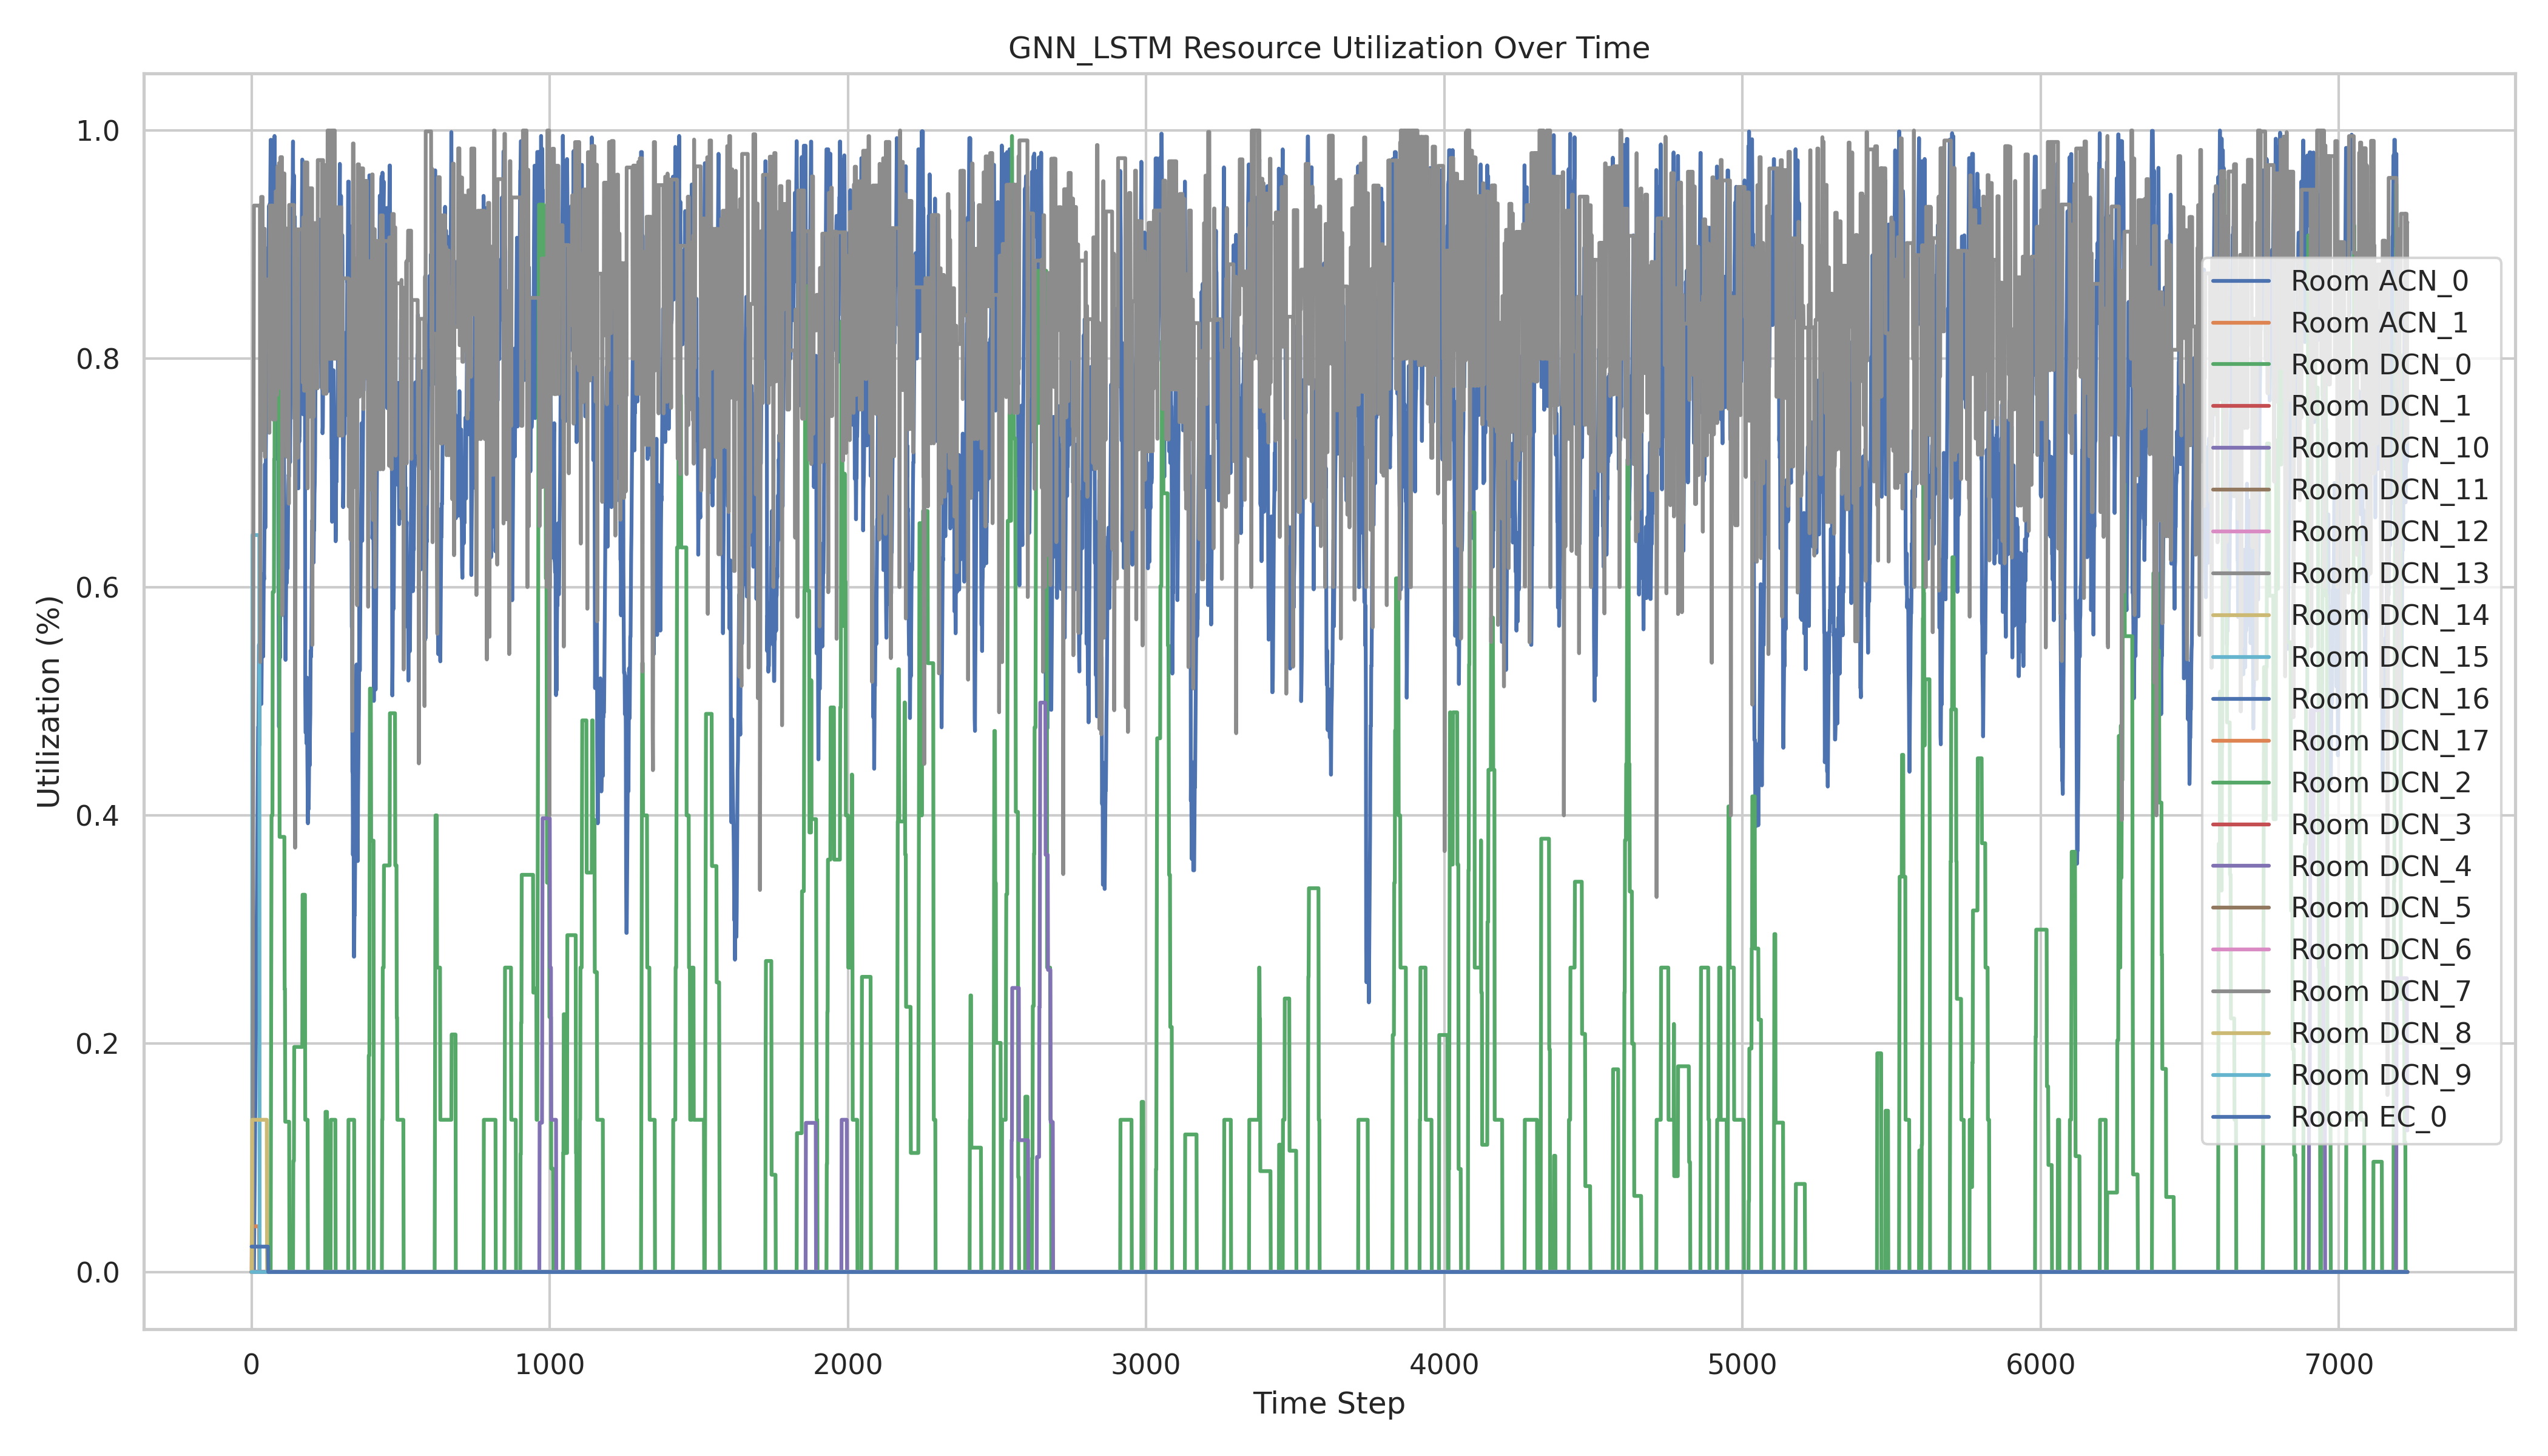 GNN_LSTM Resource Utilization Over Time
Utilization (%)
1.0
0.8
0.6
0.4
0.2
0.0
0
1000
2000
3000
4000
5000
6000
7000
Time Step
Room ACN_0
Room ACN_1
Room DCN_0
Room DCN_1
Room DCN_10
Room DCN_11
Room DCN_12
Room DCN_13
Room DCN_14
Room DCN_15
Room DCN_16
Room DCN_17
Room DCN_2
Room DCN_3
Room DCN_4
Room DCN_5
Room DCN_6
Room DCN_7
Room DCN_8
Room DCN_9
Room EC_0